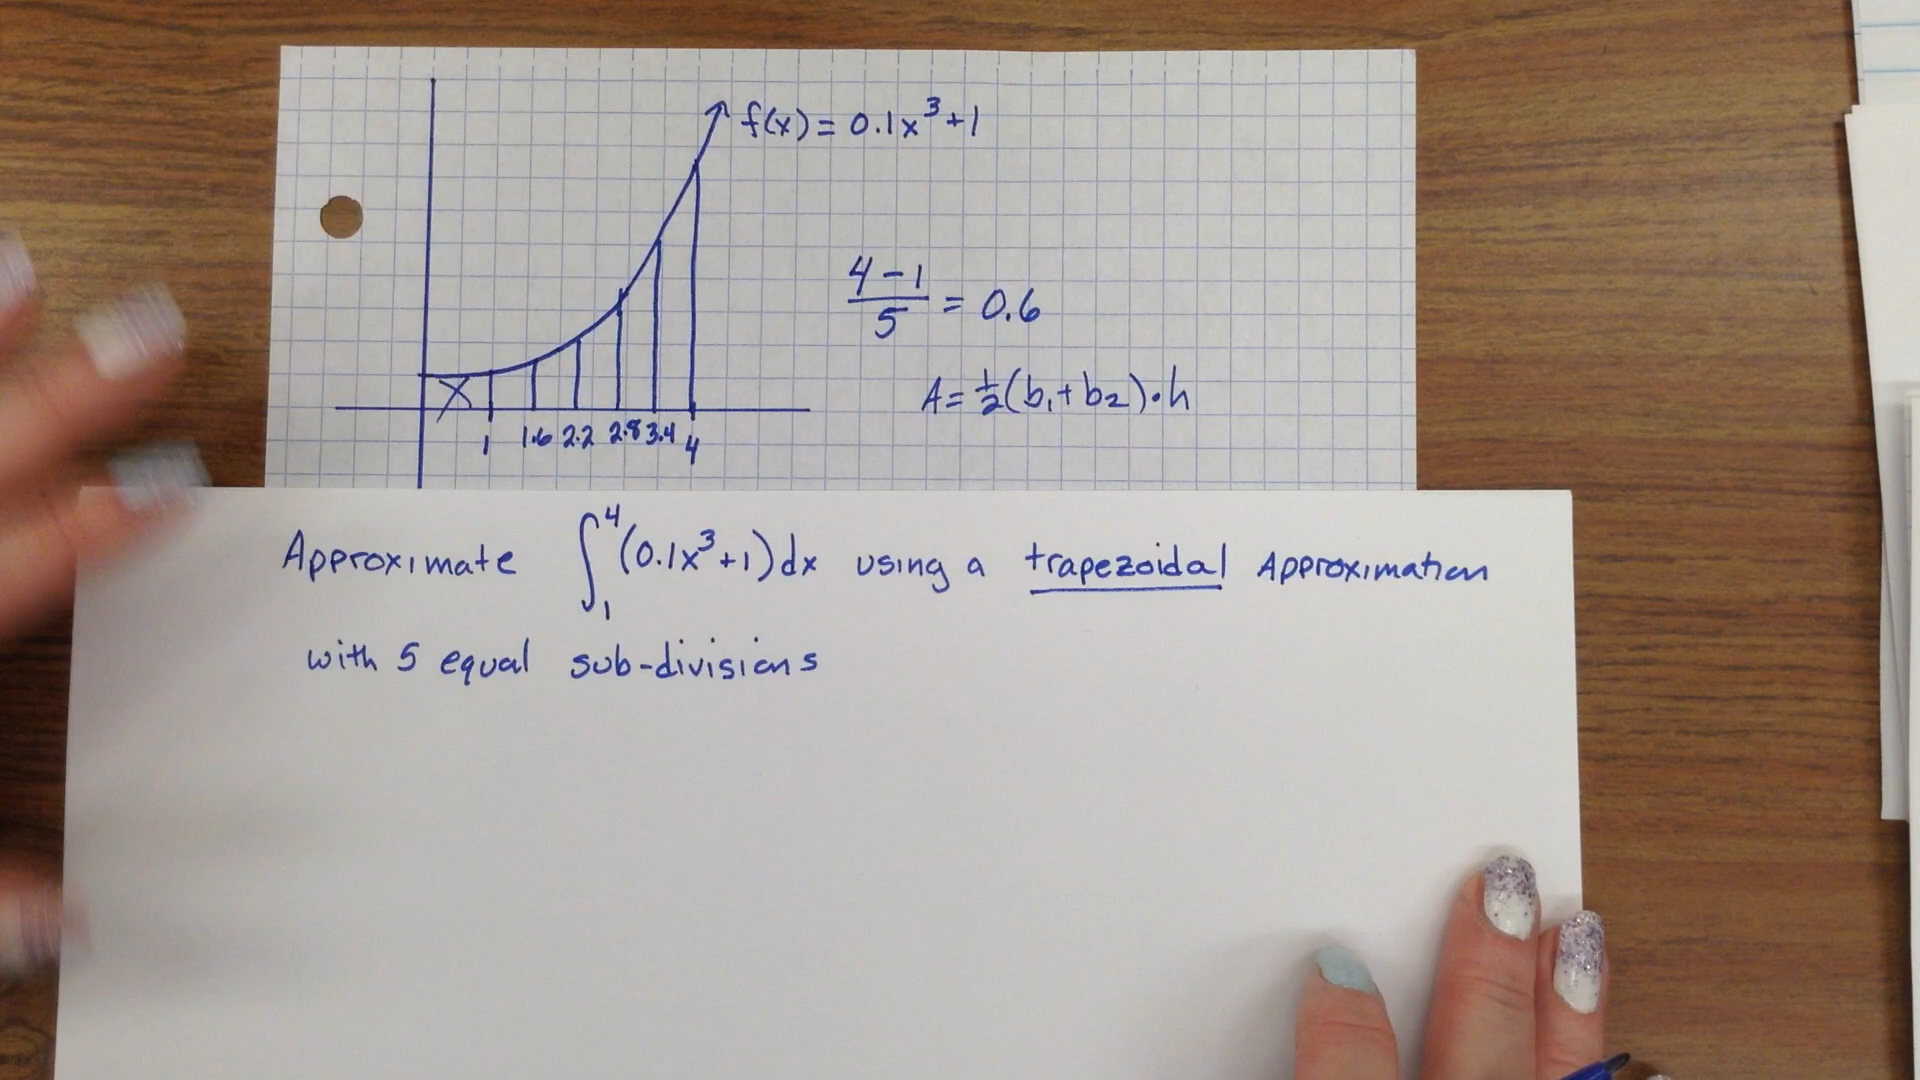 f(x) = 0.1x³+1
4-1/5 = 0.6
A = ½(b₁+b₂)·h
1 1.6 2.2 2.8 3.4 4
Approximate ∫₁⁴(0.1x³+1)dx using a trapezoidal Approximation
with 5 equal sub-divisions